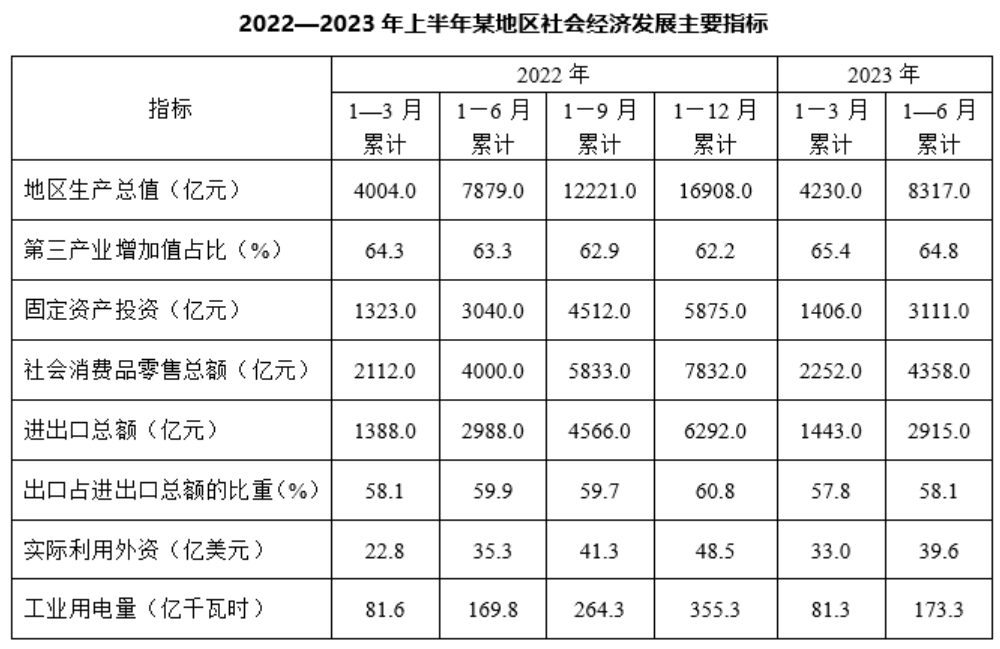 2022—2023年上半年某地区社会经济发展主要指标
指标 2022年 2023年
1—3月 1—6月 1—9月 1—12月 1—3月 1—6月
累计 累计 累计 累计 累计 累计
地区生产总值（亿元） 4004.0 7879.0 12221.0 16908.0 4230.0 8317.0
第三产业增加值占比（%） 64.3 63.3 62.9 62.2 65.4 64.8
固定资产投资（亿元） 1323.0 3040.0 4512.0 5875.0 1406.0 3111.0
社会消费品零售总额（亿元） 2112.0 4000.0 5833.0 7832.0 2252.0 4358.0
进出口总额（亿元） 1388.0 2988.0 4566.0 6292.0 1443.0 2915.0
出口占进出口总额的比重（%） 58.1 59.9 59.7 60.8 57.8 58.1
实际利用外资（亿美元） 22.8 35.3 41.3 48.5 33.0 39.6
工业用电量（亿千瓦时） 81.6 169.8 264.3 355.3 81.3 173.3